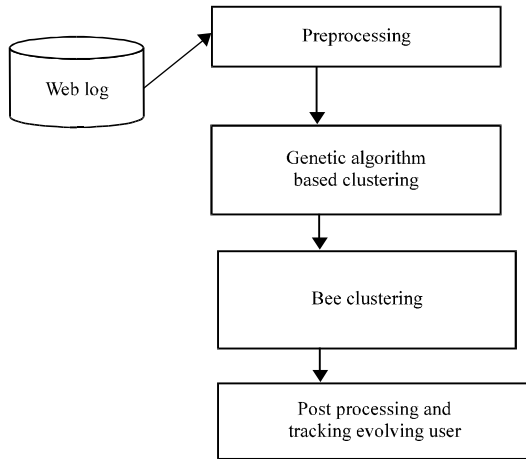 Preprocessing
Web log
Genetic algorithm
based clustering
Bee clustering
Post processing and
tracking evolving user